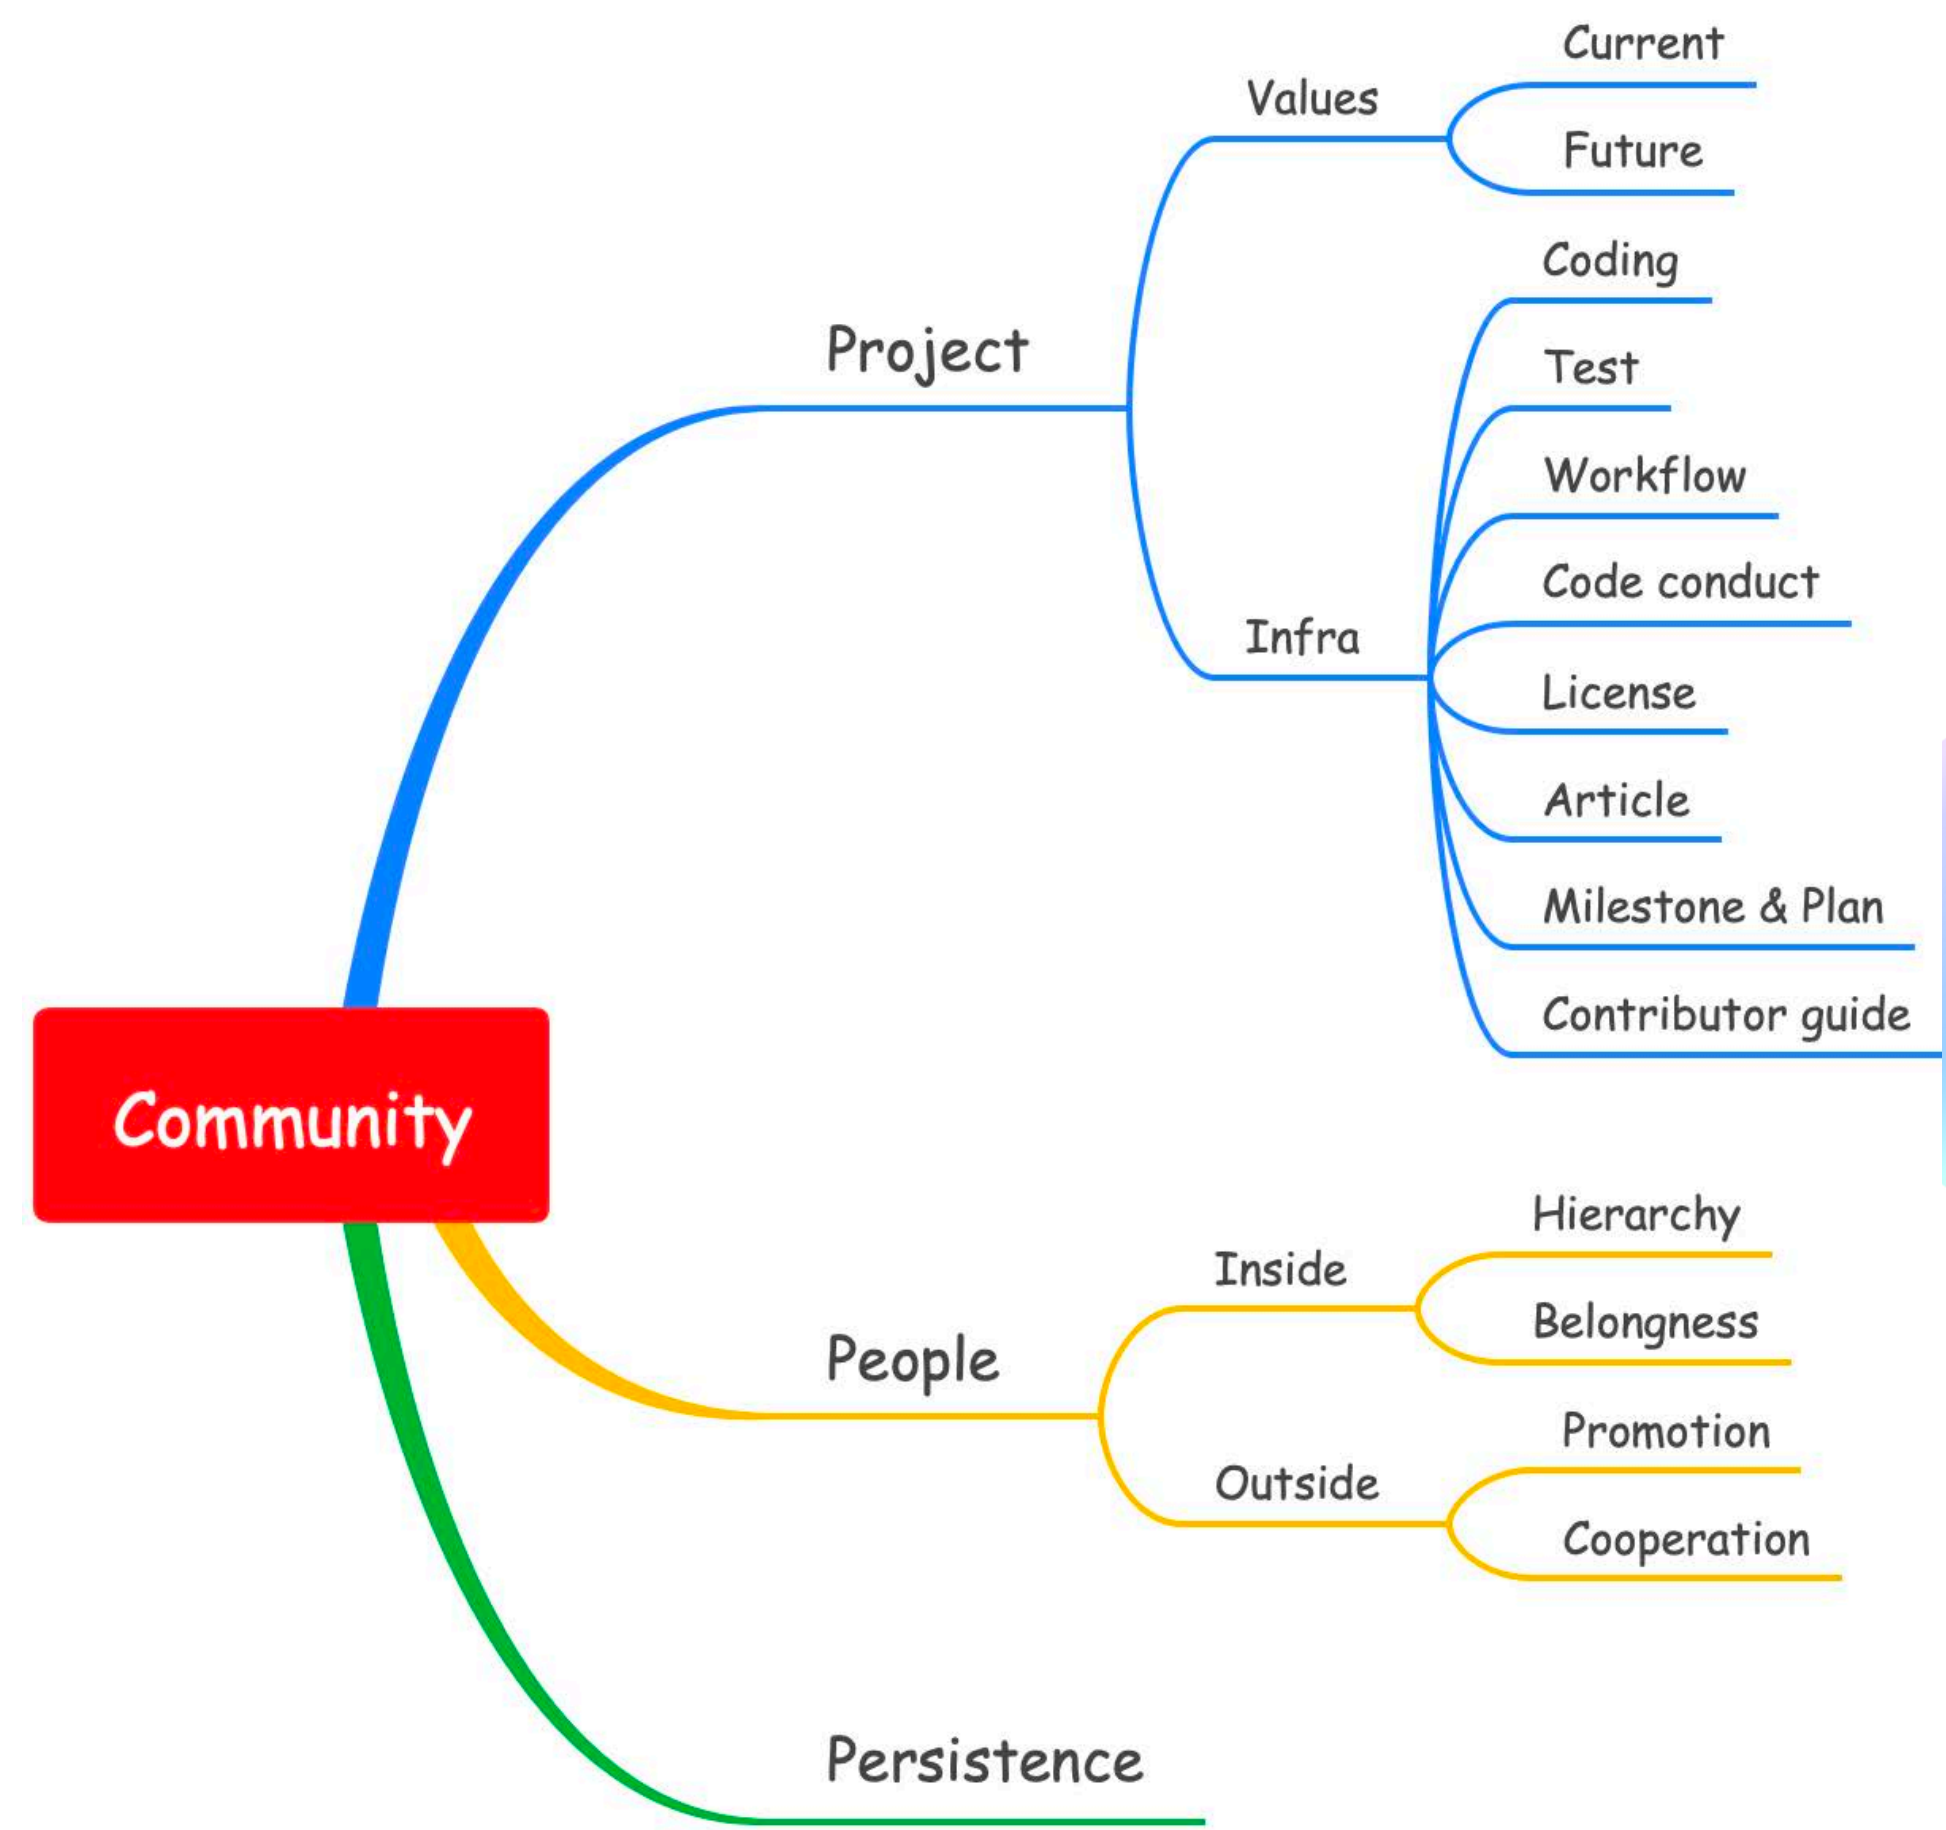 Current
Values
Future
Coding
Project
Test
Workflow
Code conduct
Infra
License
Article
Milestone & Plan
Contributor guide
Community
Hierarchy
Inside
Belongness
People
Promotion
Outside
Cooperation
Persistence